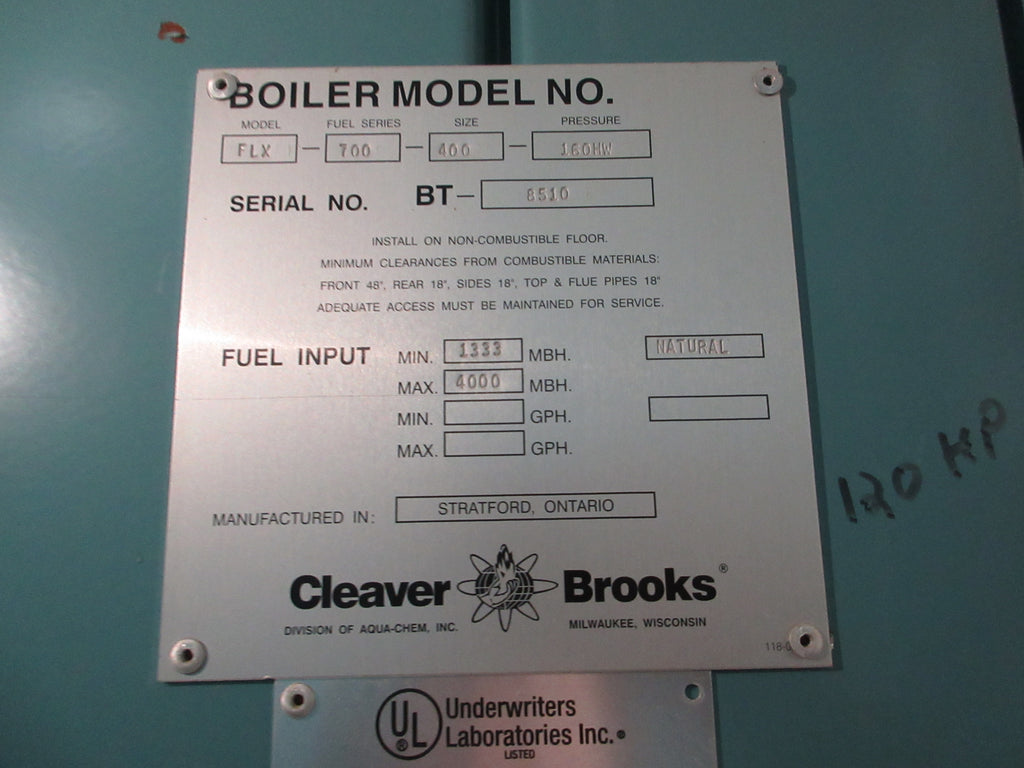 BOILER MODEL NO.
MODEL FUEL SERIES SIZE PRESSURE
FLX — 700 — 400 — 160HW
SERIAL NO. BT— 8510
INSTALL ON NON-COMBUSTIBLE FLOOR.
MINIMUM CLEARANCES FROM COMBUSTIBLE MATERIALS:
FRONT 48", REAR 18", SIDES 18", TOP & FLUE PIPES 18"
ADEQUATE ACCESS MUST BE MAINTAINED FOR SERVICE.
FUEL INPUT MIN. 1333 MBH. NATURAL
MAX. 4000 MBH.
MIN. GPH.
MAX. GPH.
120 HP
MANUFACTURED IN: STRATFORD, ONTARIO
Cleaver Brooks®
DIVISION OF AQUA-CHEM, INC. MILWAUKEE, WISCONSIN
UL® Underwriters
Laboratories Inc.®
LISTED